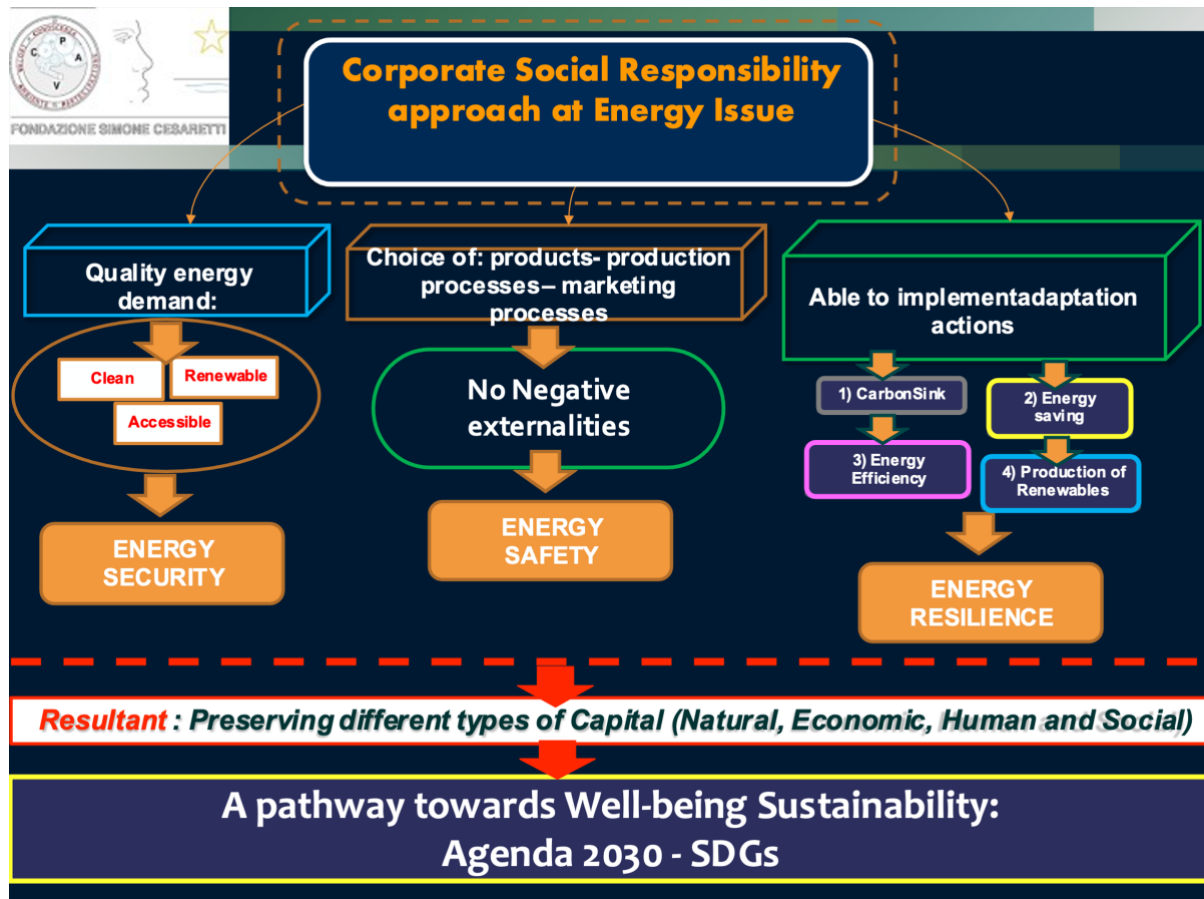 C P A V
FONDAZIONE SIMONE CESARETTI
Corporate Social Responsibility
approach at Energy Issue
Quality energy
demand:
Clean
Renewable
Accessible
ENERGY
SECURITY
Choice of: products- production
processes– marketing
processes
No Negative
externalities
ENERGY
SAFETY
Able to implementadaptation
actions
1) CarbonSink
2) Energy
saving
3) Energy
Efficiency
4) Production of
Renewables
ENERGY
RESILIENCE
Resultant : Preserving different types of Capital (Natural, Economic, Human and Social)
A pathway towards Well-being Sustainability:
Agenda 2030 - SDGs